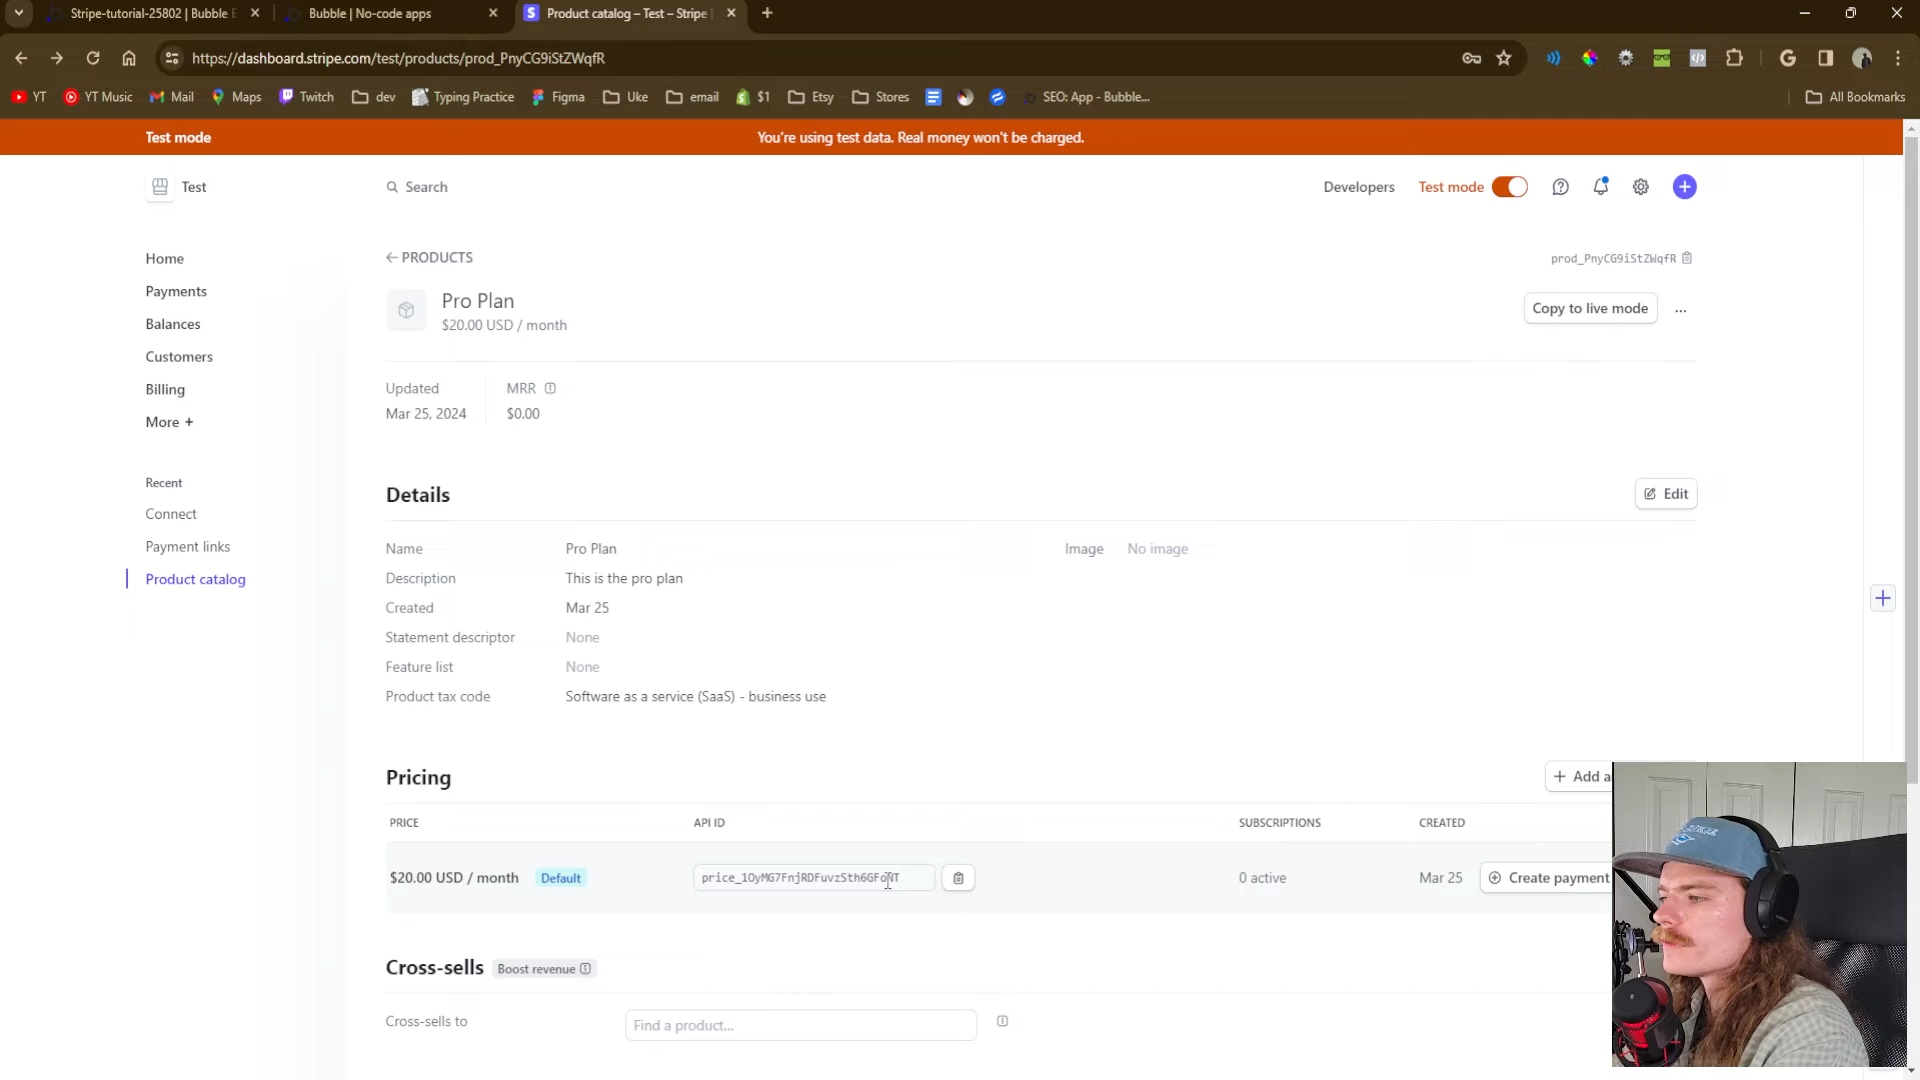 Stripe-tutorial-25802 | Bubble E
Bubble | No-code apps
Product catalog – Test – Stripe
https://dashboard.stripe.com/test/products/prod_PnyCG9iStZWqfR
YT
YT Music
Mail
Maps
Twitch
dev
Typing Practice
Figma
Uke
email
$1
Etsy
Stores
SEO: App - Bubble...
All Bookmarks
Test mode
You're using test data. Real money won't be charged.
Test
Search
Developers
Test mode
Home
Payments
Balances
Customers
Billing
More +
Recent
Connect
Payment links
Product catalog
← PRODUCTS
prod_PnyCG9iStZWqfR
Pro Plan
$20.00 USD / month
Copy to live mode
...
Updated
Mar 25, 2024
MRR
$0.00
Details
Edit
Name
Pro Plan
Image
No image
Description
This is the pro plan
Created
Mar 25
Statement descriptor
None
Feature list
None
Product tax code
Software as a service (SaaS) - business use
Pricing
+ Add a
PRICE
API ID
SUBSCRIPTIONS
CREATED
$20.00 USD / month
Default
price_1OyMG7FnjRDFuvzSth6GFoNT
0 active
Mar 25
Create payment
Cross-sells
Boost revenue
Cross-sells to
Find a product...